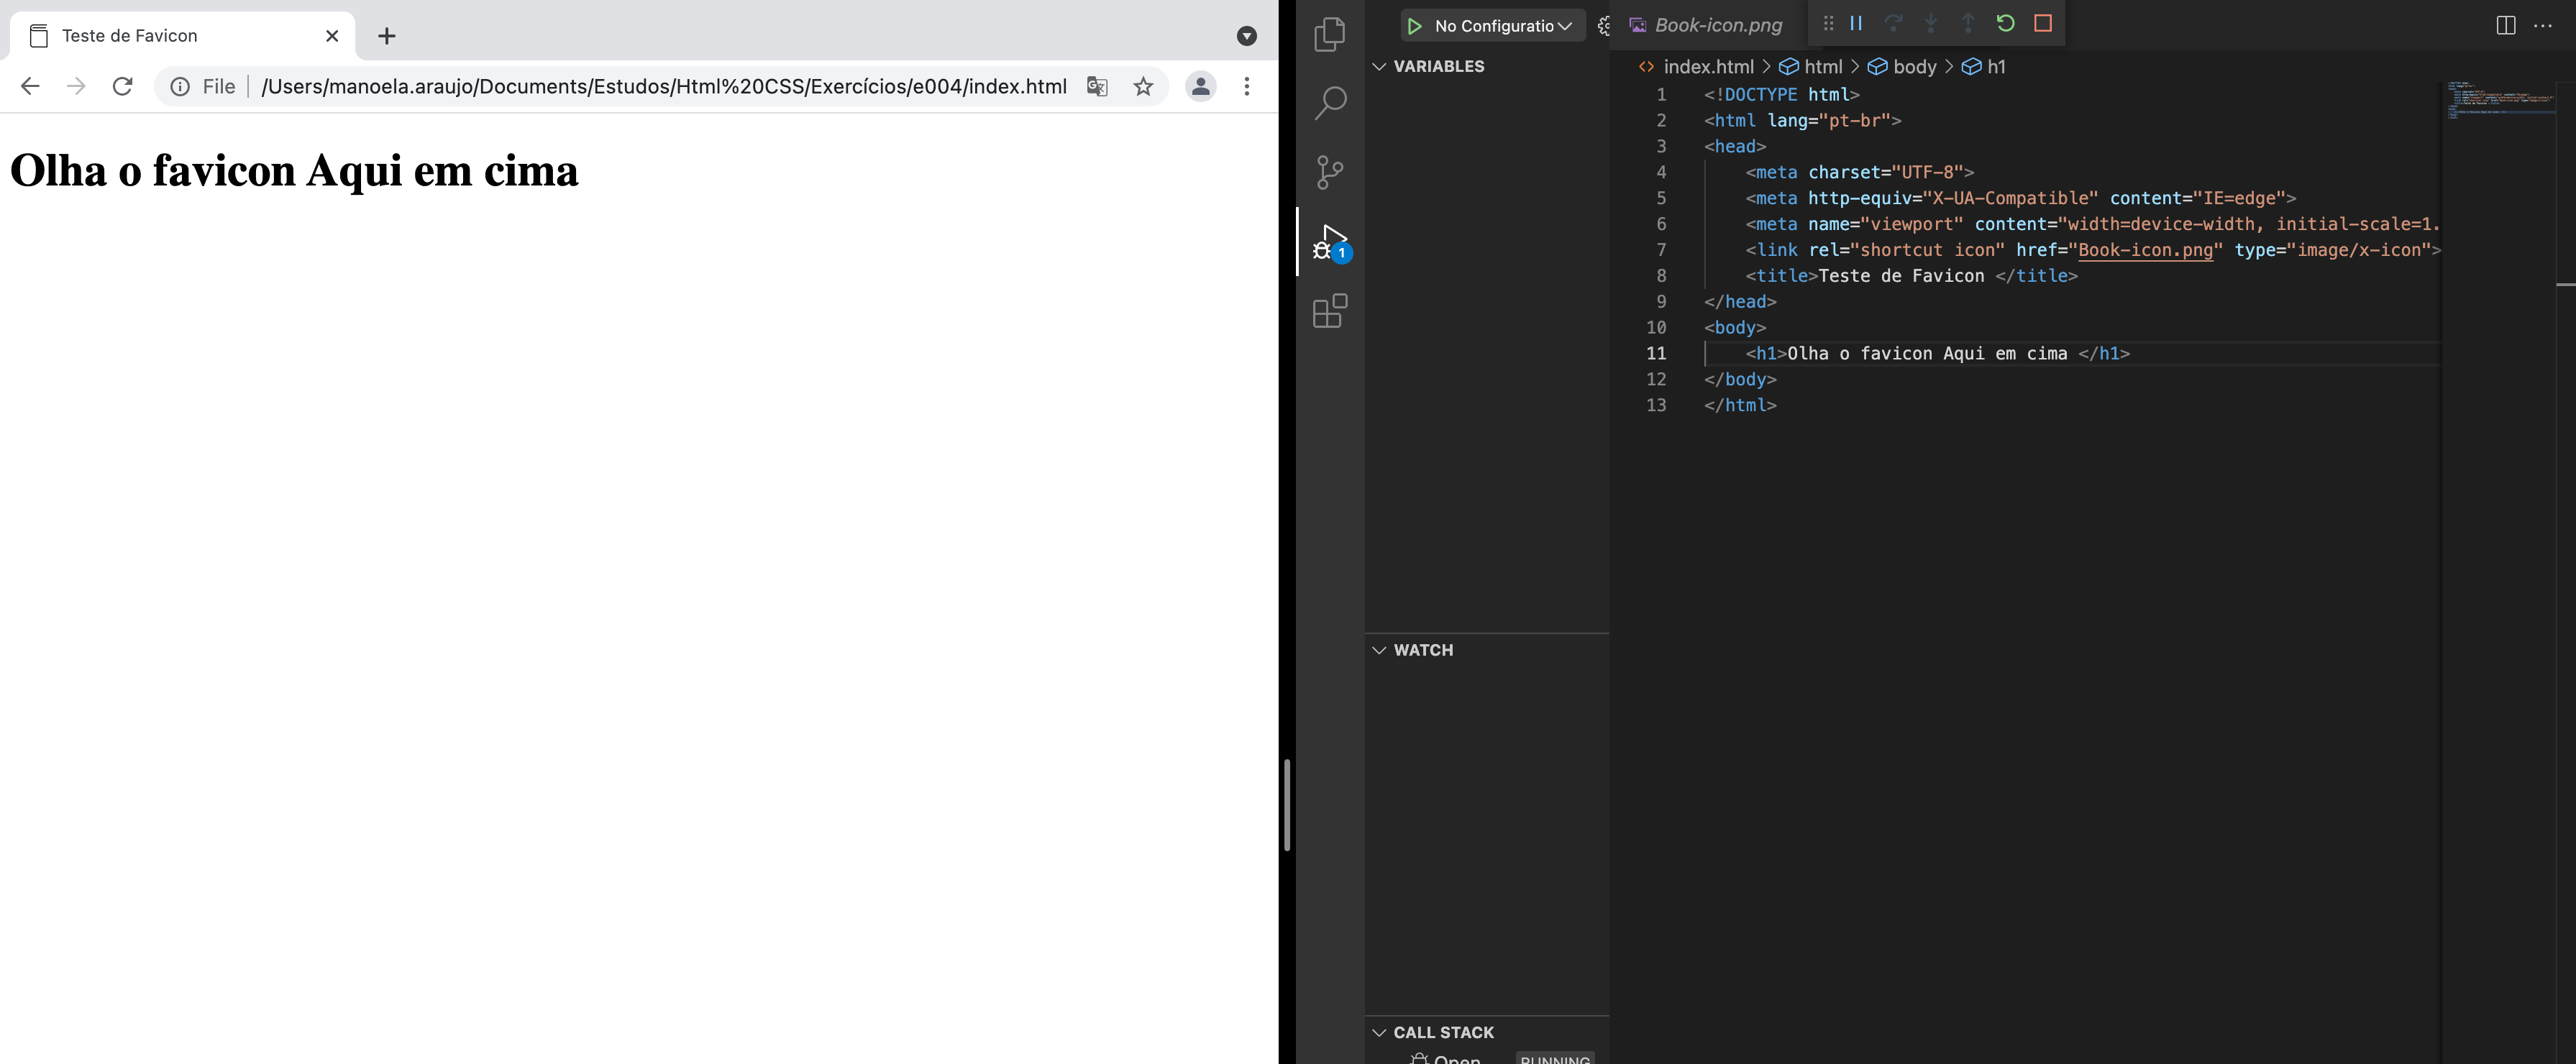 Teste de Favicon
File
/Users/manoela.araujo/Documents/Estudos/Html%20CSS/Exercícios/e004/index.html
Olha o favicon Aqui em cima
No Configuratio
VARIABLES
WATCH
CALL STACK
Open
RUNNING
1
Book-icon.png
index.html > html > body > h1
1 <!DOCTYPE html>
2 <html lang="pt-br">
3 <head>
4 <meta charset="UTF-8">
5 <meta http-equiv="X-UA-Compatible" content="IE=edge">
6 <meta name="viewport" content="width=device-width, initial-scale=1.
7 <link rel="shortcut icon" href="Book-icon.png" type="image/x-icon">
8 <title>Teste de Favicon </title>
9 </head>
10 <body>
11 <h1>Olha o favicon Aqui em cima </h1>
12 </body>
13 </html>